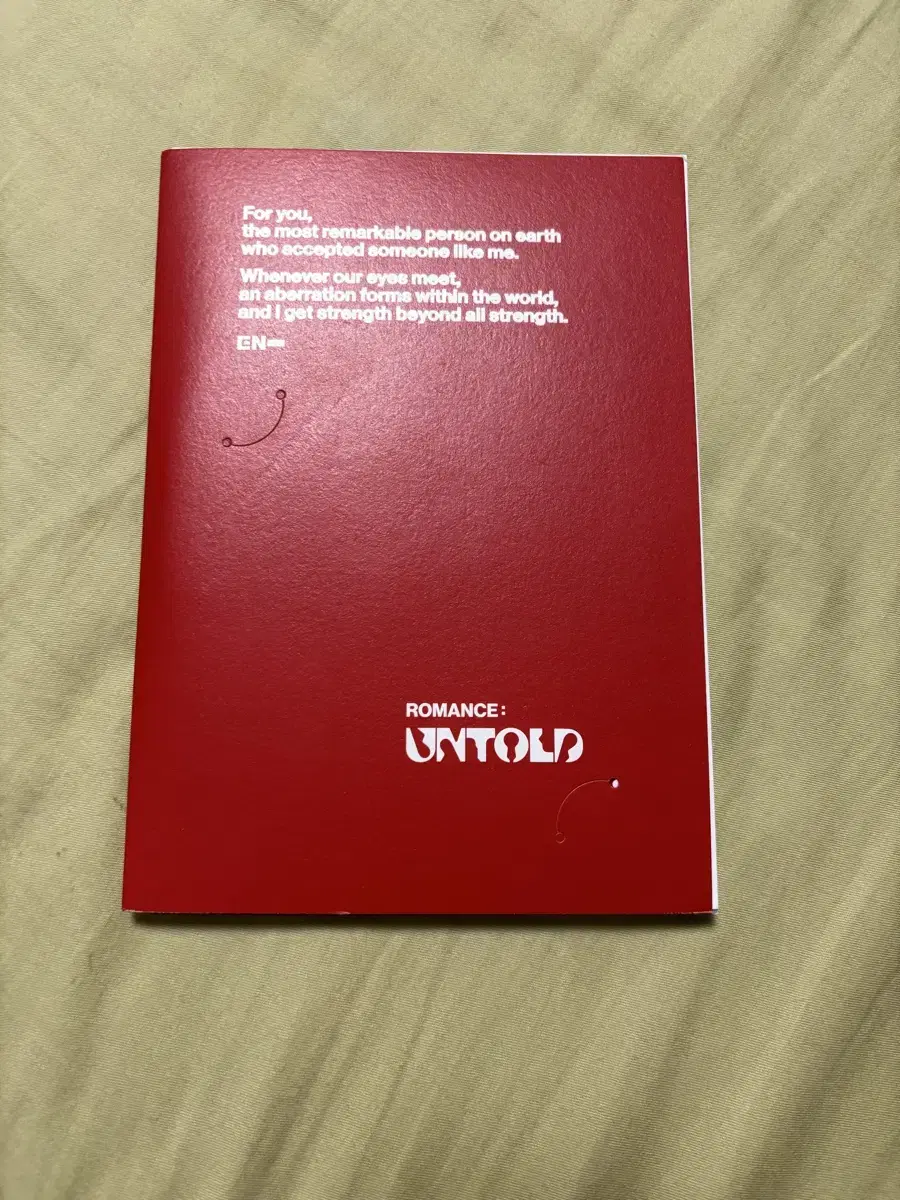 For you,
the most remarkable person on earth
who accepted someone like me.
Whenever our eyes meet,
an aberration forms within the world,
and I get strength beyond all strength.
EN-
ROMANCE:
UNTOLD